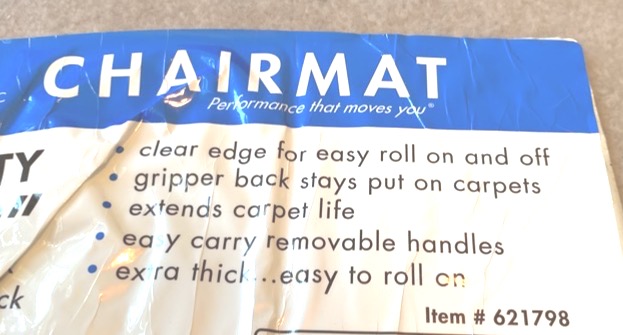 CHAIRMAT
Performance that moves you®
TY
• clear edge for easy roll on and off
• gripper back stays put on carpets
"
• extends carpet life
• easy carry removable handles
• extra thick...easy to roll on
ck
Item # 621798